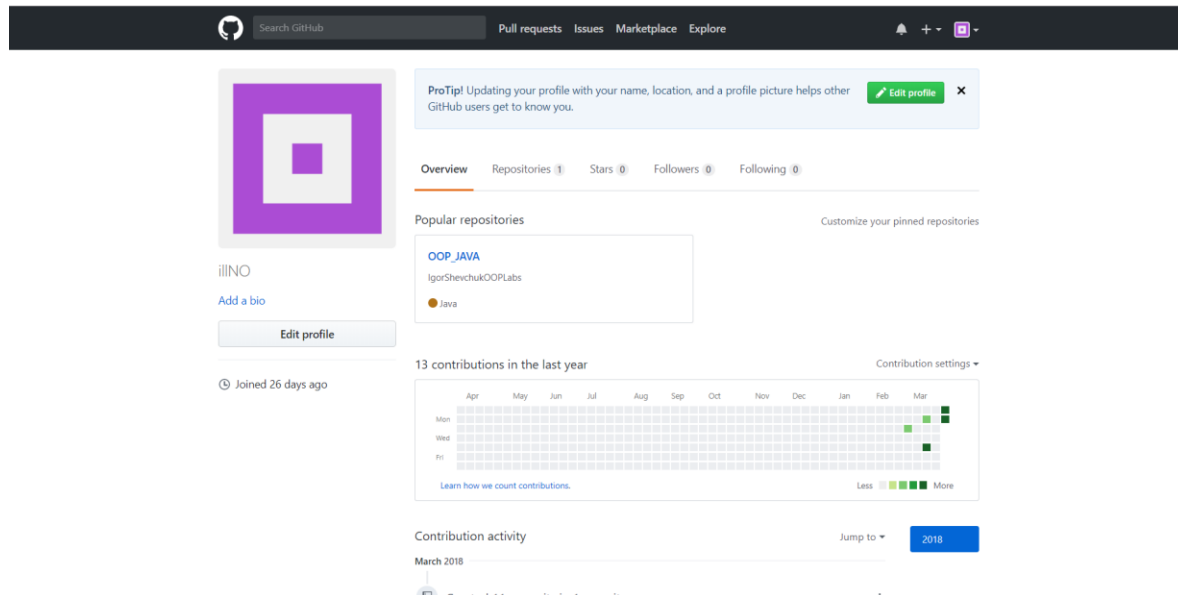 Search GitHub
Pull requests Issues Marketplace Explore
ProTip! Updating your profile with your name, location, and a profile picture helps other
GitHub users get to know you.
Edit profile
Overview Repositories 1 Stars 0 Followers 0 Following 0
Popular repositories
Customize your pinned repositories
OOP_JAVA
IgorShevchukOOPLabs
Java
illNO
Add a bio
Edit profile
Joined 26 days ago
13 contributions in the last year
Contribution settings
Apr May Jun Jul Aug Sep Oct Nov Dec Jan Feb Mar
Mon
Wed
Fri
Learn how we count contributions.
Less More
Contribution activity
Jump to
2018
March 2018